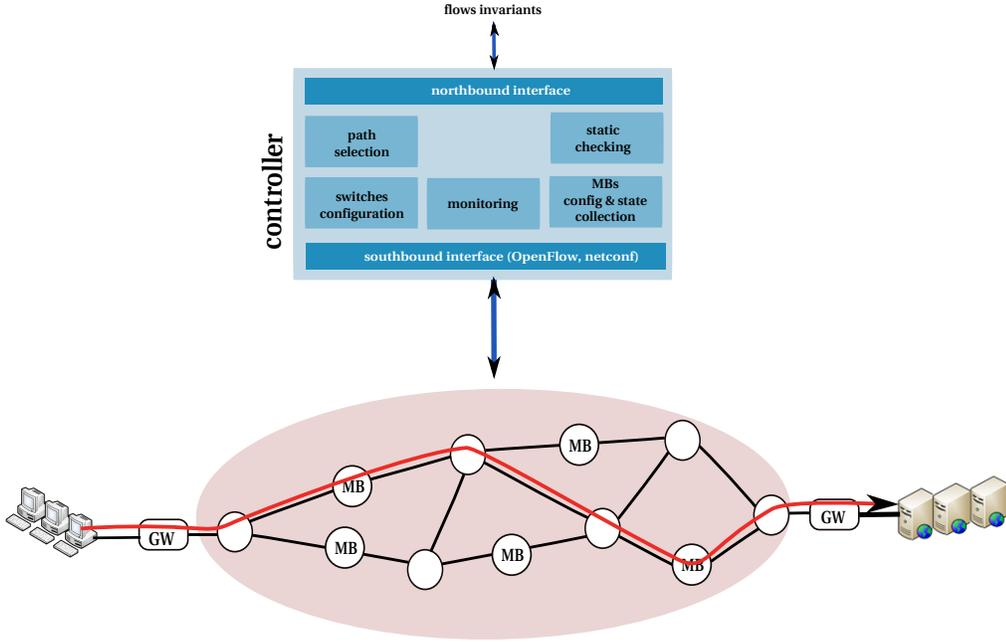 flows invariants
northbound interface
path
selection
static
checking
controller
switches
configuration
monitoring
MBs
config & state
collection
southbound interface (OpenFlow, netconf)
MB
MB
GW
MB
MB
MB
GW